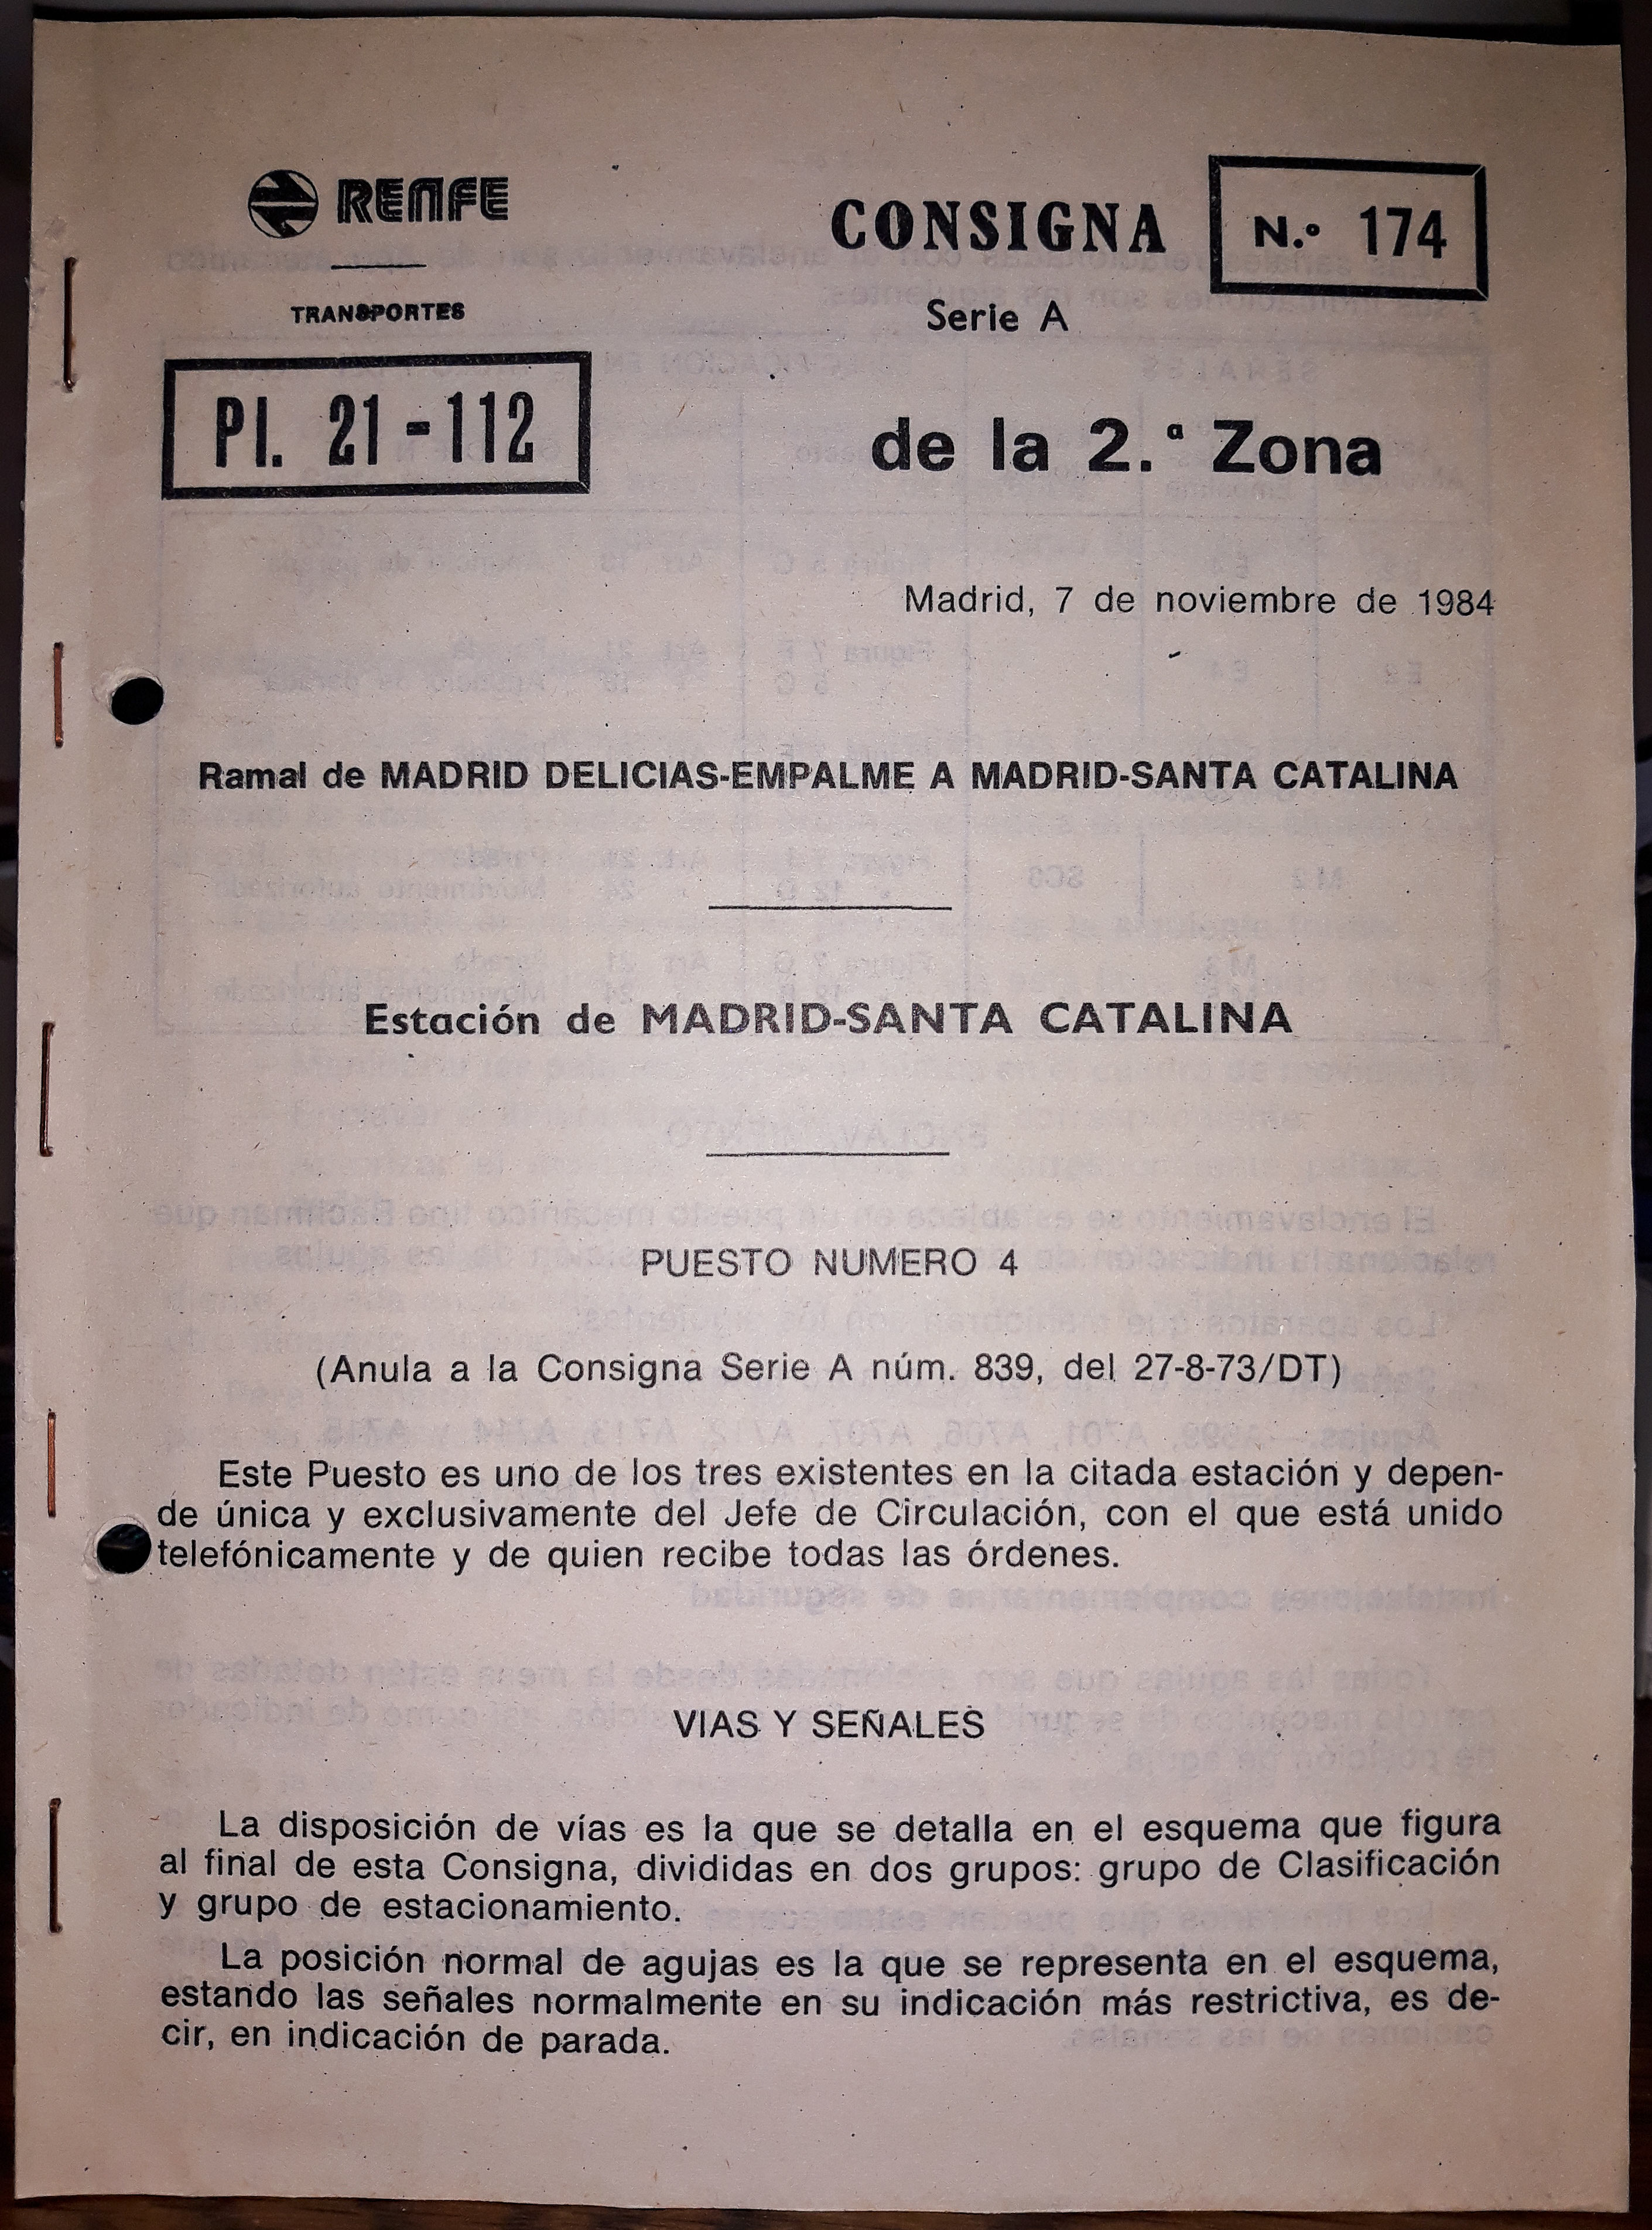 RENFE
TRANSPORTES
Pl. 21-112
CONSIGNA N.º 174
Serie A
de la 2.ª Zona
Madrid, 7 de noviembre de 1984
Ramal de MADRID DELICIAS-EMPALME A MADRID-SANTA CATALINA
Estación de MADRID-SANTA CATALINA
PUESTO NUMERO 4
(Anula a la Consigna Serie A núm. 839, del 27-8-73/DT)
Este Puesto es uno de los tres existentes en la citada estación y depen-
de única y exclusivamente del Jefe de Circulación, con el que está unido
telefónicamente y de quien recibe todas las órdenes.
VIAS Y SEÑALES
La disposición de vías es la que se detalla en el esquema que figura
al final de esta Consigna, divididas en dos grupos: grupo de Clasificación
y grupo de estacionamiento.
La posición normal de agujas es la que se representa en el esquema,
estando las señales normalmente en su indicación más restrictiva, es de-
cir, en indicación de parada.